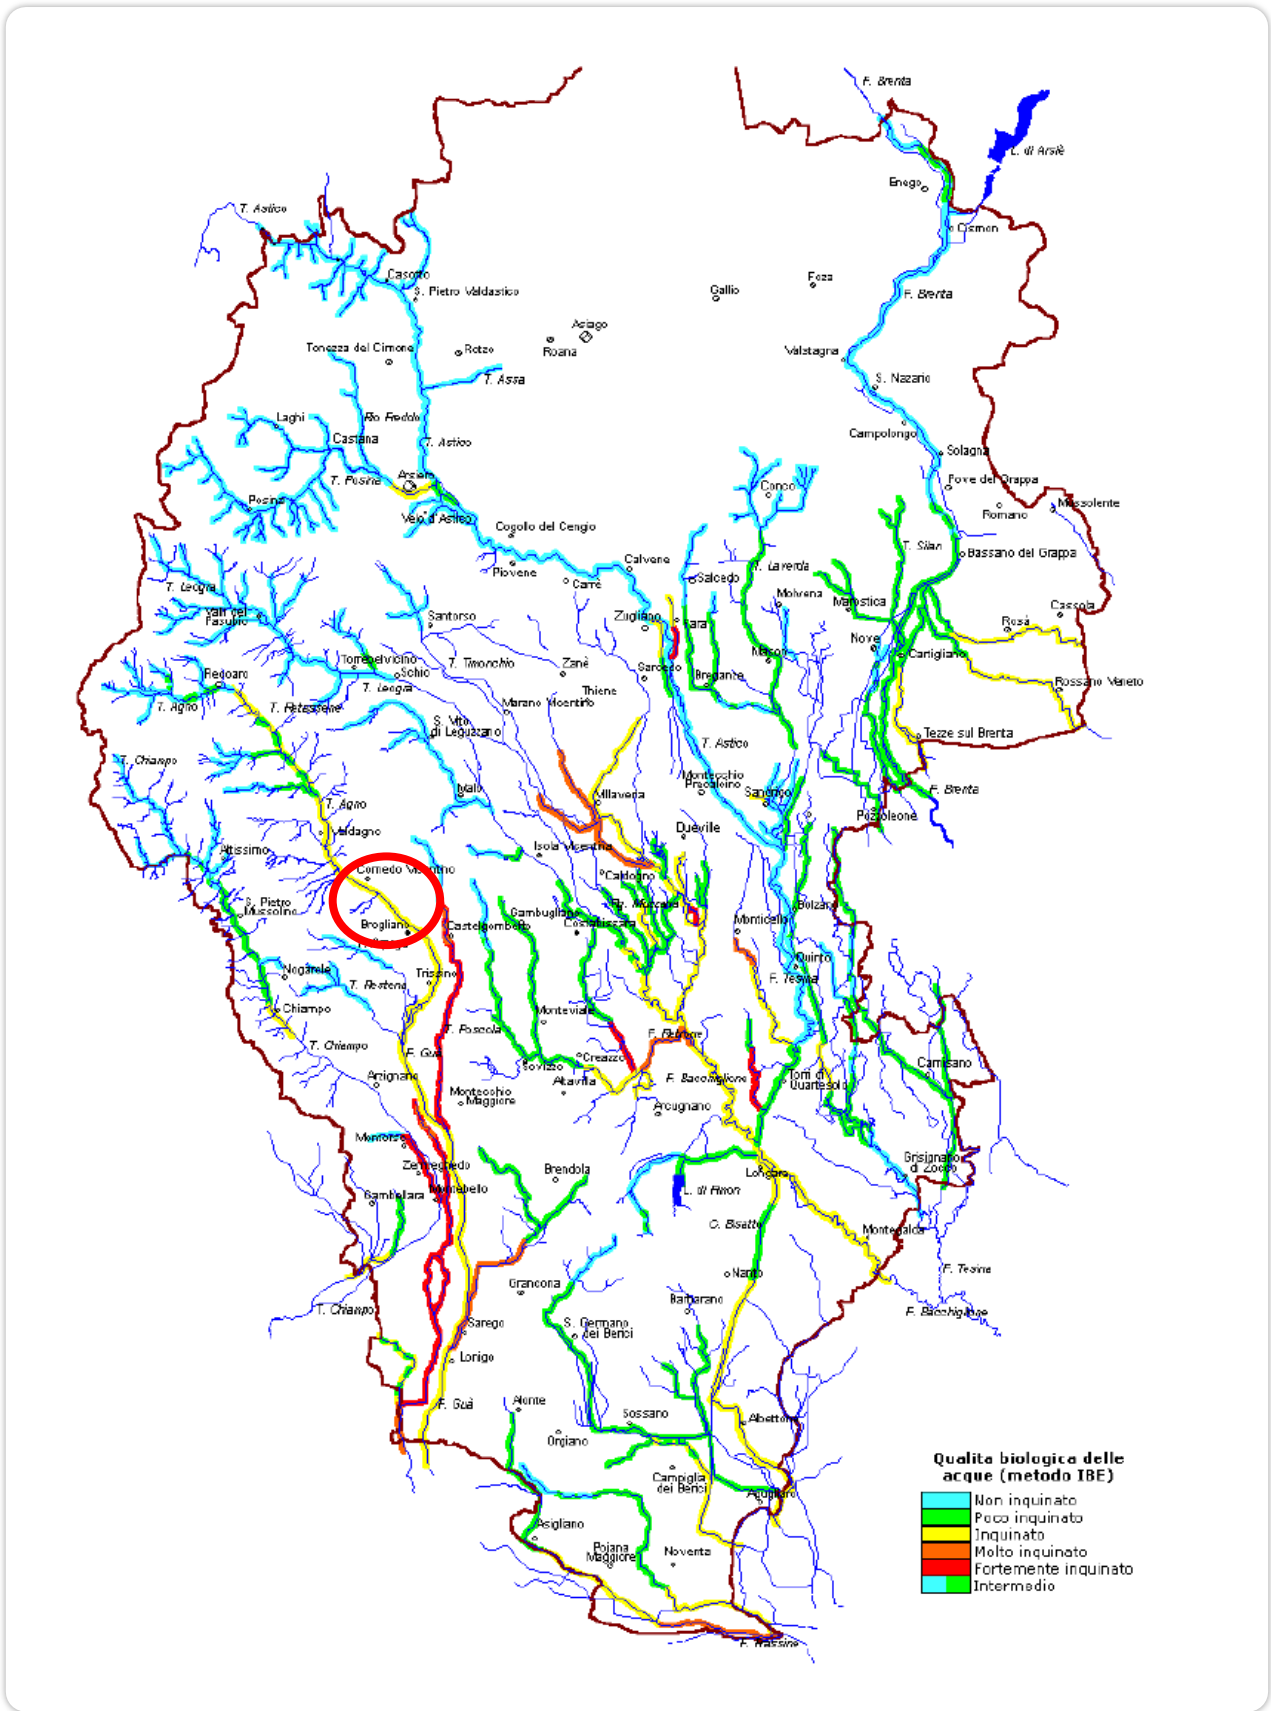 F. Brenta
L. di Arsiè
Enego
T. Astico
Cismon
Casotto
S. Pietro Valdastico
Foza
Gallio
F. Brenta
Asiago
Tonezza del Cimone
Rotzo
Roana
Valstagna
T. Assa
S. Nazario
Laghi
Rio Freddo
Campolongo
Castana
T. Astico
Solagna
T. Posina
Arsiero
Pove del Grappa
Conco
Posina
Romano
Mussolente
Velo d'Astico
Cogollo del Cengio
T. Silan
Bassano del Grappa
Calvene
T. Laverda
Piovene
Carrè
Salcedo
T. Leogra
Molvena
Marostica
Cassola
Valli del
Pasubio
Santorso
Zugliano
Fara
Rosà
Nove
Mason
Cartigliano
Torrebelvicino
T. Timonchio
Zanè
Sarcedo
Recoaro
Schio
Breganze
Rossano Veneto
T. Leogra
Thiene
T. Agno
Marano Vicentino
S. Vito
di Leguzzano
Tezze sul Brenta
T. Astico
T. Chiampo
Montecchio
Precalcino
Malo
Villaverla
Sandrigo
F. Brenta
T. Agno
Pozzoleone
Valdagno
Dueville
Altissimo
Isola Vicentina
Cornedo Vicentino
Caldogno
S. Pietro
Mussolino
Bolzano
Gambugliano
Costabissara
Monticello
Brogliano
Castelgomberto
Quinto
Nogarole
Trissino
F. Tesina
T. Restena
Chiampo
Monteviale
T. Poscola
F. Retrone
T. Chiampo
F. Guà
Creazzo
Sovizzo
Camisano
Arzignano
Altavilla
F. Bacchiglione
Torri di
Quartesolo
Montecchio
Maggiore
Arcugnano
Montorso
Grisignano
di Zocco
Zermeghedo
Brendola
Longare
Gambellara
Montebello
L. di Fimon
C. Bisatto
Montegalda
Nanto
F. Tesina
Grancona
Barbarano
T. Chiampo
F. Bacchiglione
Sarego
S. Germano
dei Berici
Lonigo
F. Guà
Alonte
Sossano
Albettone
Orgiano
Campiglia
dei Berici
Agugliaro
Asigliano
Poiana
Maggiore
Noventa
F. Frassine
Qualita biologica delle
acque (metodo IBE)
Non inquinato
Poco inquinato
Inquinato
Molto inquinato
Fortemente inquinato
Intermedio